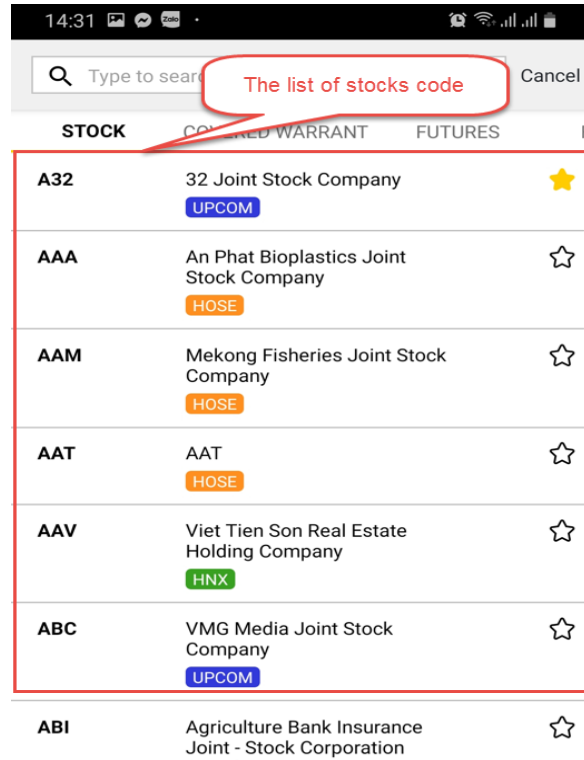 14:31 Zalo
Type to sear
Cancel
The list of stocks code
STOCK COVERED WARRANT FUTURES
A32 32 Joint Stock Company
UPCOM
AAA An Phat Bioplastics Joint
Stock Company
HOSE
AAM Mekong Fisheries Joint Stock
Company
HOSE
AAT AAT
HOSE
AAV Viet Tien Son Real Estate
Holding Company
HNX
ABC VMG Media Joint Stock
Company
UPCOM
ABI Agriculture Bank Insurance
Joint - Stock Corporation